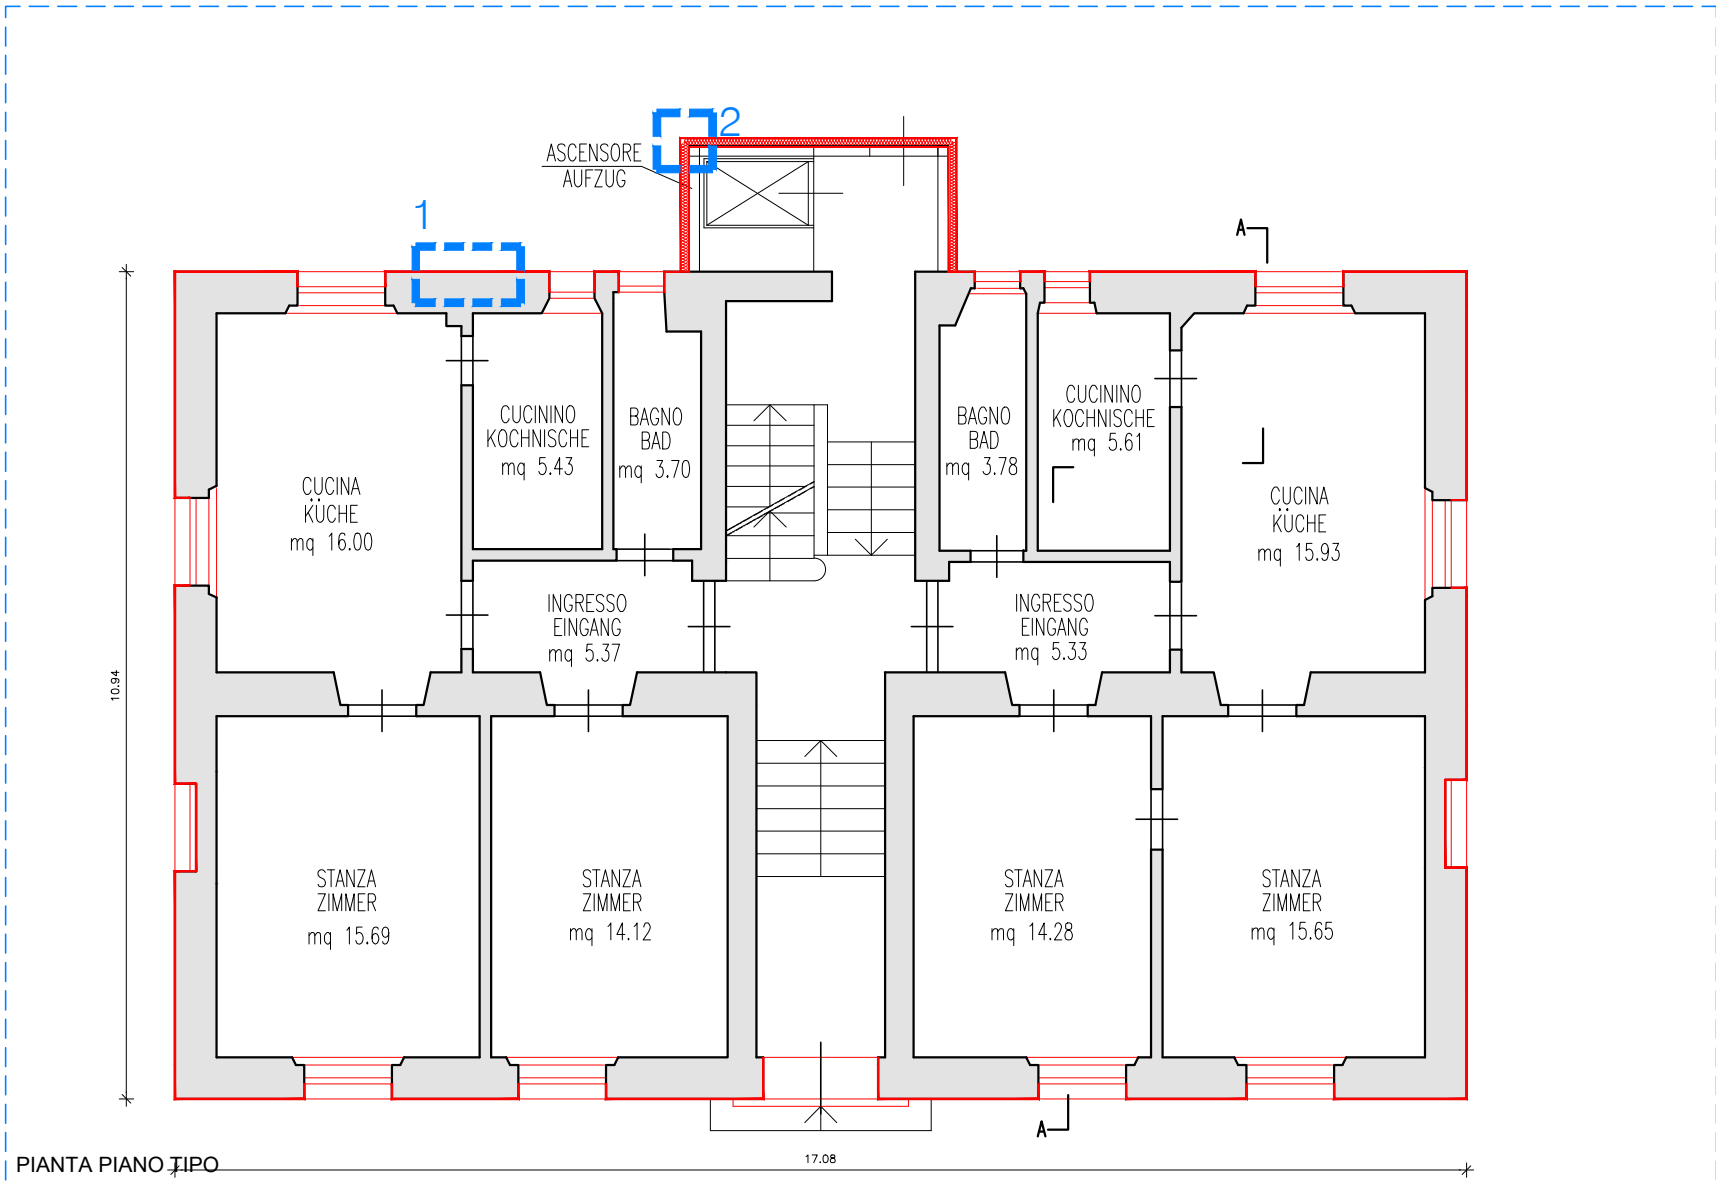 2
ASCENSORE
AUFZUG
1
A
CUCININO
KOCHNISCHE
mq 5.43
BAGNO
BAD
mq 3.70
BAGNO
BAD
mq 3.78
CUCININO
KOCHNISCHE
mq 5.61
CUCINA
KÜCHE
mq 16.00
CUCINA
KÜCHE
mq 15.93
INGRESSO
EINGANG
mq 5.37
INGRESSO
EINGANG
mq 5.33
10.94
STANZA
ZIMMER
mq 15.69
STANZA
ZIMMER
mq 14.12
STANZA
ZIMMER
mq 14.28
STANZA
ZIMMER
mq 15.65
A
PIANTA PIANO TIPO
17.08